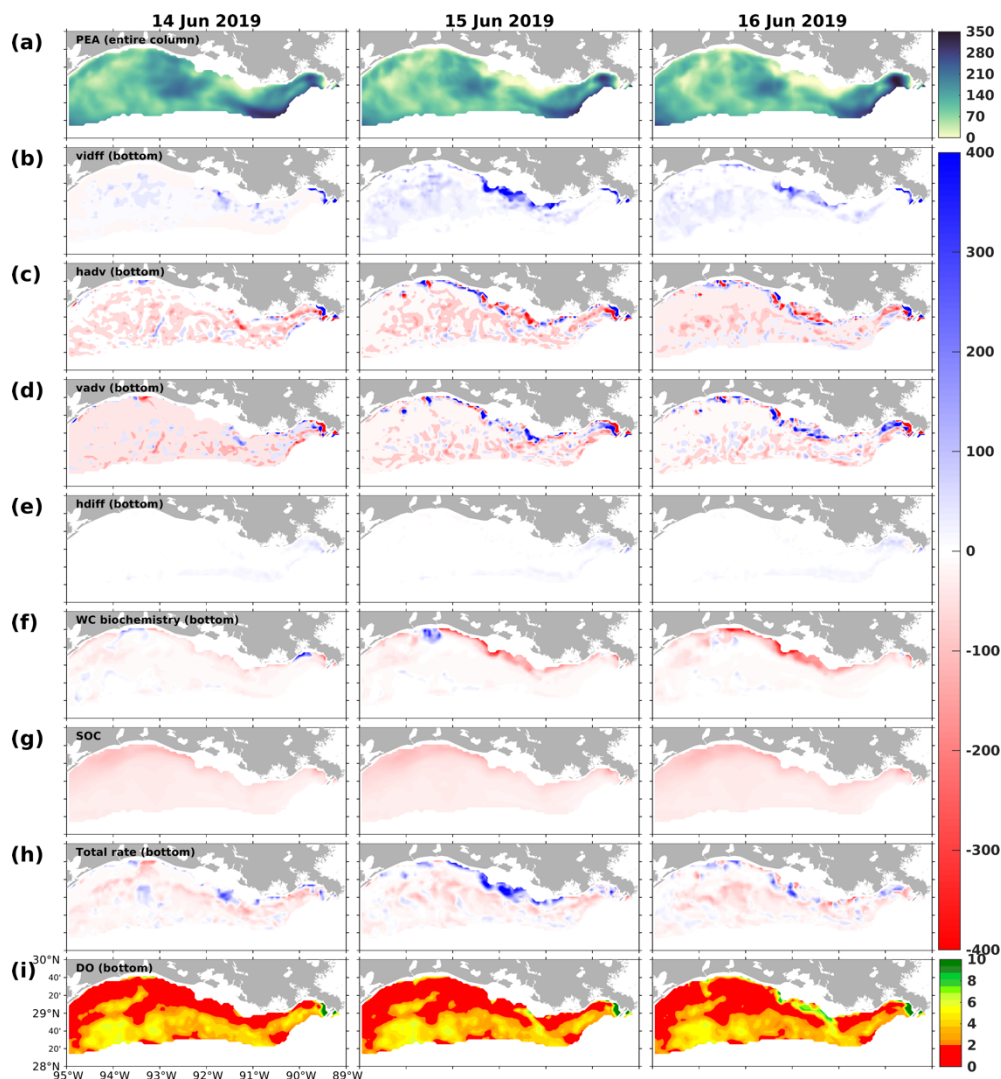 14 Jun 2019 15 Jun 2019 16 Jun 2019
(a) PEA (entire column)
350
280
210
140
70
0
(b) vidff (bottom)
400
(c) hadv (bottom)
300
200
(d) vadv (bottom)
100
(e) hdiff (bottom)
0
(f) WC biochemistry (bottom)
-100
(g) SOC
-200
(h) Total rate (bottom)
-300
-400
(i) DO (bottom)
30°N
40'
20'
29°N
40'
20'
28°N
95°W 94°W 93°W 92°W 91°W 90°W 89°W
10
8
6
4
2
0